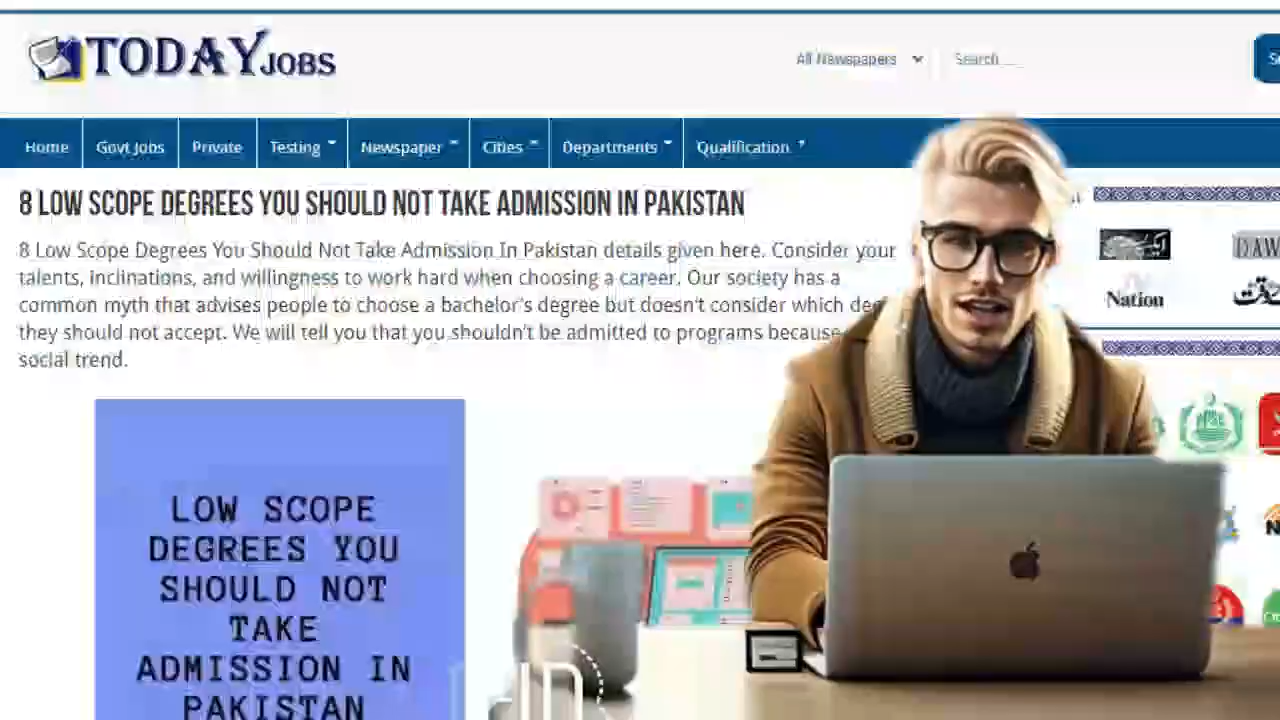 TODAY JOBS
All Newspapers
Search ....
Home Govt Jobs Private Testing Newspaper Cities Departments Qualification
8 LOW SCOPE DEGREES YOU SHOULD NOT TAKE ADMISSION IN PAKISTAN
8 Low Scope Degrees You Should Not Take Admission In Pakistan details given here. Consider your
talents, inclinations, and willingness to work hard when choosing a career. Our society has a
common myth that advises people to choose a bachelor's degree but doesn't consider which
they should not accept. We will tell you that you shouldn't be admitted to programs because
social trend.
DAW
Nation
LOW SCOPE
DEGREES YOU
SHOULD NOT
TAKE
ADMISSION IN
PAKISTAN